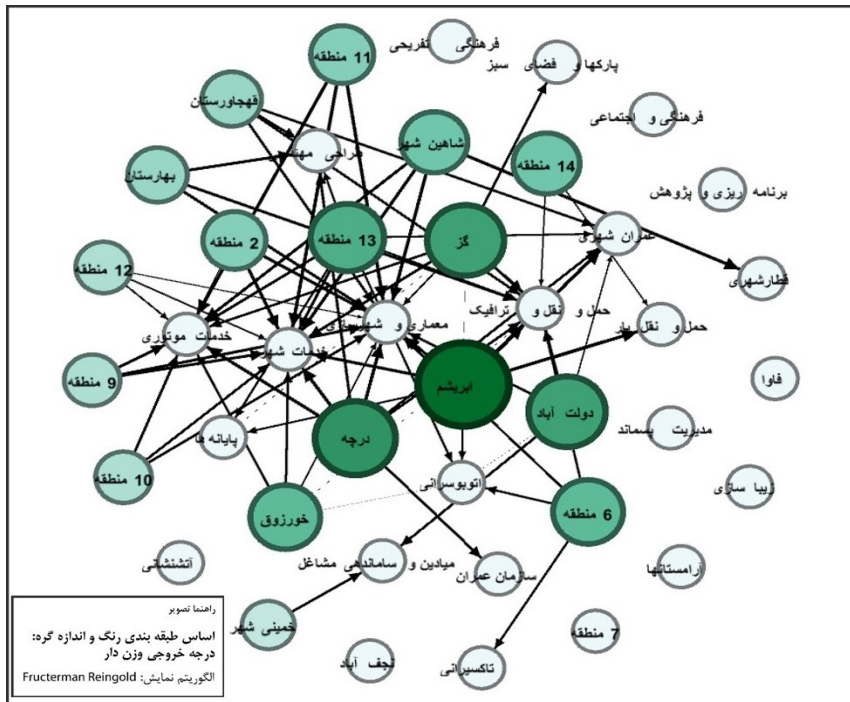 فرهنگی تفریحی
پارکها و فضای سبز
منطقه 11
قهجاورستان
فرهنگی و اجتماعی
شاهین شهر
طراحی
منطقه 14
بهارستان
برنامه ریزی و پژوهش
منطقه 2
منطقه 13
گز
عمران شهری
منطقه 12
قطارشهری
خدمات موتوری
خدمات شهر
معماری و شهرسازی
حمل و نقل و ترافیک
حمل و نقل بار
منطقه 9
ابریشم
فاوا
پایانه ها
درچه
دولت آباد
مدیریت پسماند
منطقه 10
اتوبوسرانی
زیبا سازی
خورزوق
منطقه 6
آتشنشانی
میادین و ساماندهی مشاغل
سازمان عمران
آرامستانها
خمینی شهر
منطقه 7
نجف آباد
تاکسیرانی
راهنما تصویر
اساس طبقه بندی رنگ و اندازه گره:
درجه خروجی وزن دار
الگوریتم نمایش: Fructerman Reingold